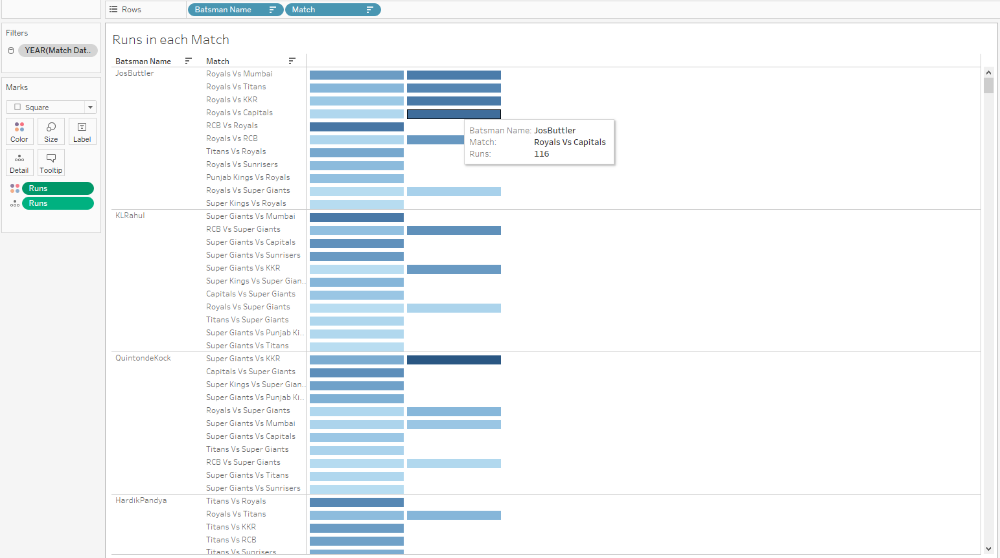 Rows
Batsman Name
Match
Filters
YEAR(Match Dat..
Marks
Square
Color
Size
Label
Detail
Tooltip
Runs
Runs
Runs in each Match
Batsman Name
Match
JosButtler
Royals Vs Mumbai
Royals Vs Titans
Royals Vs KKR
Royals Vs Capitals
RCB Vs Royals
Royals Vs RCB
Titans Vs Royals
Royals Vs Sunrisers
Punjab Kings Vs Royals
Royals Vs Super Giants
Super Kings Vs Royals
Batsman Name: JosButtler
Match: Royals Vs Capitals
Runs: 116
KLRahul
Super Giants Vs Mumbai
RCB Vs Super Giants
Super Giants Vs Capitals
Super Giants Vs Sunrisers
Super Giants Vs KKR
Super Kings Vs Super Gian..
Capitals Vs Super Giants
Royals Vs Super Giants
Titans Vs Super Giants
Super Giants Vs Punjab Ki..
Super Giants Vs Titans
QuintondeKock
Super Giants Vs KKR
Capitals Vs Super Giants
Super Kings Vs Super Gian..
Super Giants Vs Punjab Ki..
Royals Vs Super Giants
Super Giants Vs Mumbai
Super Giants Vs Capitals
Titans Vs Super Giants
RCB Vs Super Giants
Super Giants Vs Titans
Super Giants Vs Sunrisers
HardikPandya
Titans Vs Royals
Royals Vs Titans
Titans Vs KKR
Titans Vs RCB
Titans Vs Sunrisers